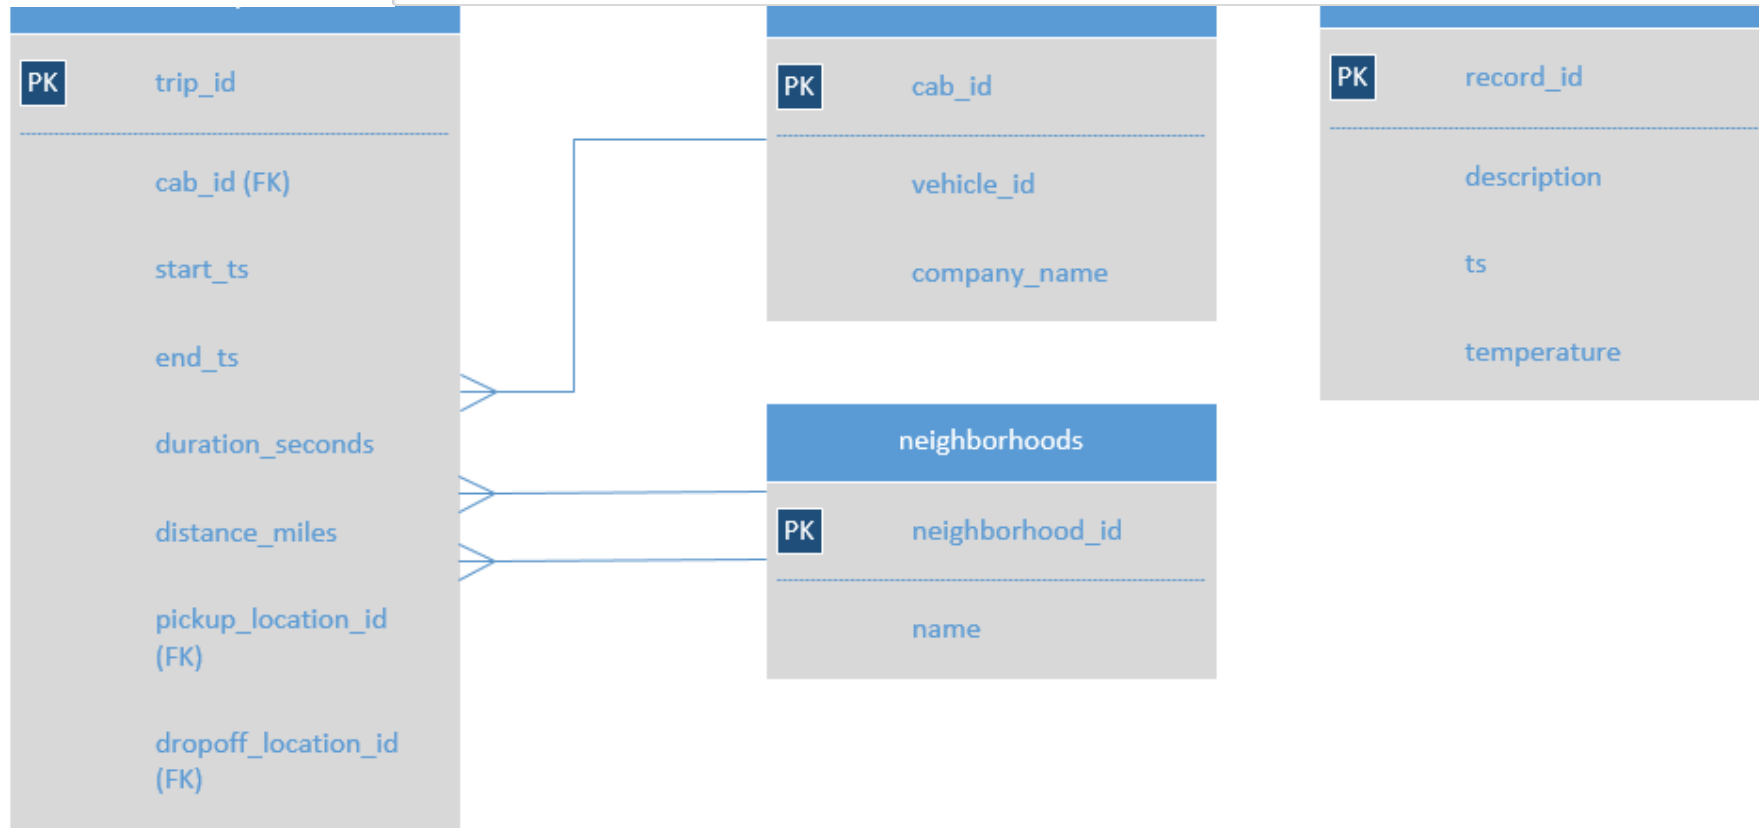 PK trip_id
cab_id (FK)
start_ts
end_ts
duration_seconds
distance_miles
pickup_location_id
(FK)
dropoff_location_id
(FK)
PK cab_id
vehicle_id
company_name
neighborhoods
PK neighborhood_id
name
PK record_id
description
ts
temperature